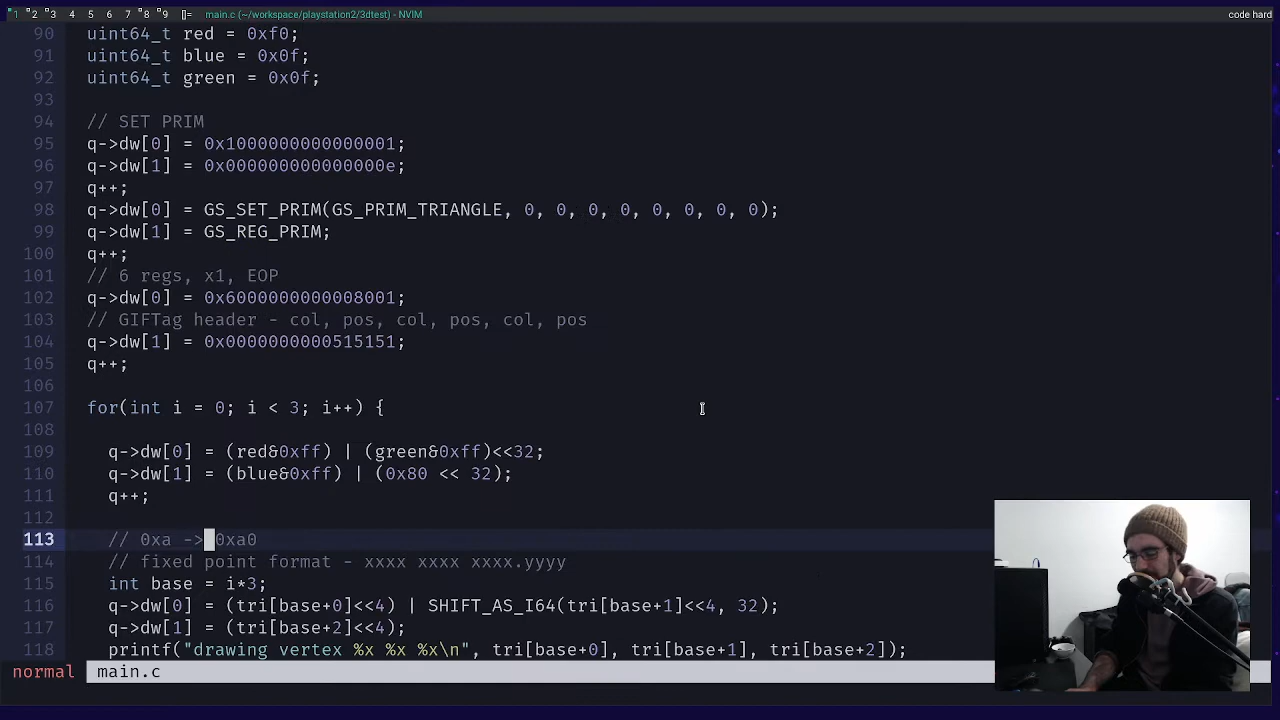 1 2 3 4 5 6 7 8 9 []= main.c (~/workspace/playstation2/3dtest) - NVIM code hard
90 uint64_t red = 0xf0;
91 uint64_t blue = 0x0f;
92 uint64_t green = 0x0f;
93
94 // SET PRIM
95 q->dw[0] = 0x1000000000000001;
96 q->dw[1] = 0x000000000000000e;
97 q++;
98 q->dw[0] = GS_SET_PRIM(GS_PRIM_TRIANGLE, 0, 0, 0, 0, 0, 0, 0, 0);
99 q->dw[1] = GS_REG_PRIM;
100 q++;
101 // 6 regs, x1, EOP
102 q->dw[0] = 0x6000000000008001;
103 // GIFTag header - col, pos, col, pos, col, pos
104 q->dw[1] = 0x0000000000515151;
105 q++;
106
107 for(int i = 0; i < 3; i++) {
108
109 q->dw[0] = (red&0xff) | (green&0xff)<<32;
110 q->dw[1] = (blue&0xff) | (0x80 << 32);
111 q++;
112
113 // 0xa -> 0xa0
114 // fixed point format - xxxx xxxx xxxx.yyyy
115 int base = i*3;
116 q->dw[0] = (tri[base+0]<<4) | SHIFT_AS_I64(tri[base+1]<<4, 32);
117 q->dw[1] = (tri[base+2]<<4);
118 printf("drawing vertex %x %x %x\n", tri[base+0], tri[base+1], tri[base+2]);
normal main.c